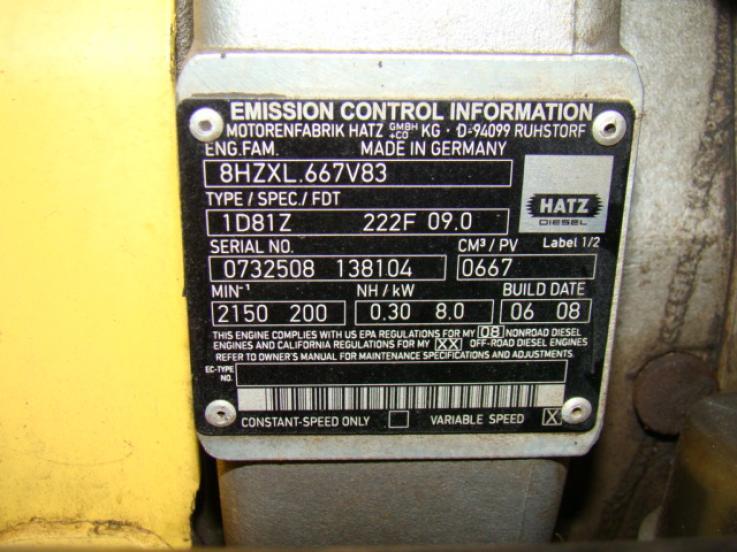 EMISSION CONTROL INFORMATION
MOTORENFABRIK HATZ GMBH +CO KG · D-94099 RUHSTORF
ENG.FAM. MADE IN GERMANY
8HZXL.667V83
HATZ
DIESEL
TYPE / SPEC./ FDT
1D81Z 222F 09.0
SERIAL NO. CM³ / PV Label 1/2
0732508 138104 0667
MIN-¹ NH / kW BUILD DATE
2150 200 0.30 8.0 06 08
THIS ENGINE COMPLIES WITH US EPA REGULATIONS FOR MY 08 NONROAD DIESEL
ENGINES AND CALIFORNIA REGULATIONS FOR MY XX OFF-ROAD DIESEL ENGINES
REFER TO OWNER'S MANUAL FOR MAINTENANCE SPECIFICATIONS AND ADJUSTMENTS.
EC-TYPE
NO.
CONSTANT-SPEED ONLY VARIABLE SPEED X